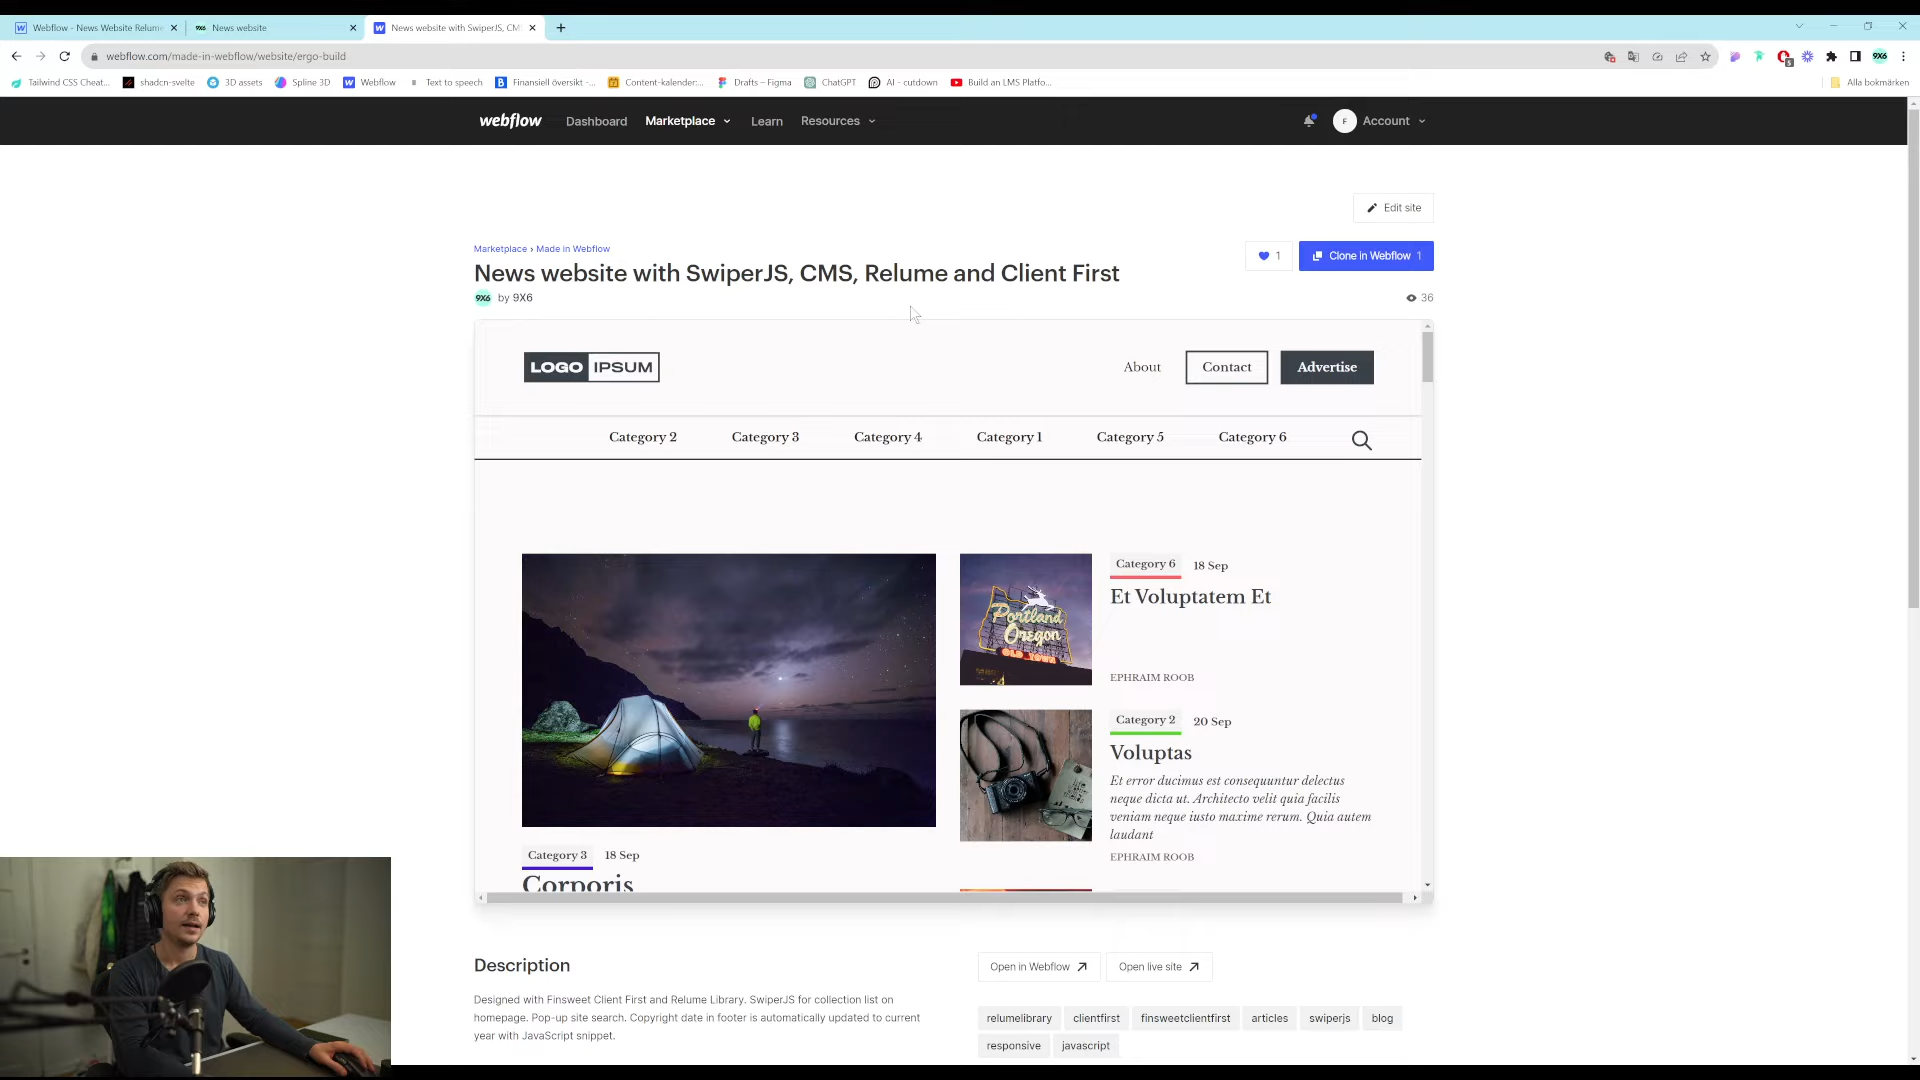 Webflow - News Website Relume
News website
News website with SwiperJS, CM
webflow.com/made-in-webflow/website/ergo-build
9X6
Tailwind CSS Cheat...
shadcn-svelte
3D assets
Spline 3D
Webflow
Text to speech
Finansiell översikt -...
Content-kalender:...
Drafts – Figma
ChatGPT
AI - cutdown
Build an LMS Platfo...
Alla bokmärken
webflow
Dashboard
Marketplace
Learn
Resources
F
Account
Edit site
Marketplace › Made in Webflow
News website with SwiperJS, CMS, Relume and Client First
1
Clone in Webflow 1
9X6 by 9X6
36
LOGO IPSUM
About
Contact
Advertise
Category 2
Category 3
Category 4
Category 1
Category 5
Category 6
Portland
Oregon
OLD TOWN
Category 6 18 Sep
Et Voluptatem Et
EPHRAIM ROOB
Category 2 20 Sep
Voluptas
Et error ducimus est consequuntur delectus
neque dicta ut. Architecto velit quia facilis
veniam neque iusto maxime rerum. Quia autem
laudant
EPHRAIM ROOB
Category 3 18 Sep
Corporis
Description
Designed with Finsweet Client First and Relume Library. SwiperJS for collection list on
homepage. Pop-up site search. Copyright date in footer is automatically updated to current
year with JavaScript snippet.
Open in Webflow
Open live site
relumelibrary
clientfirst
finsweetclientfirst
articles
swiperjs
blog
responsive
javascript